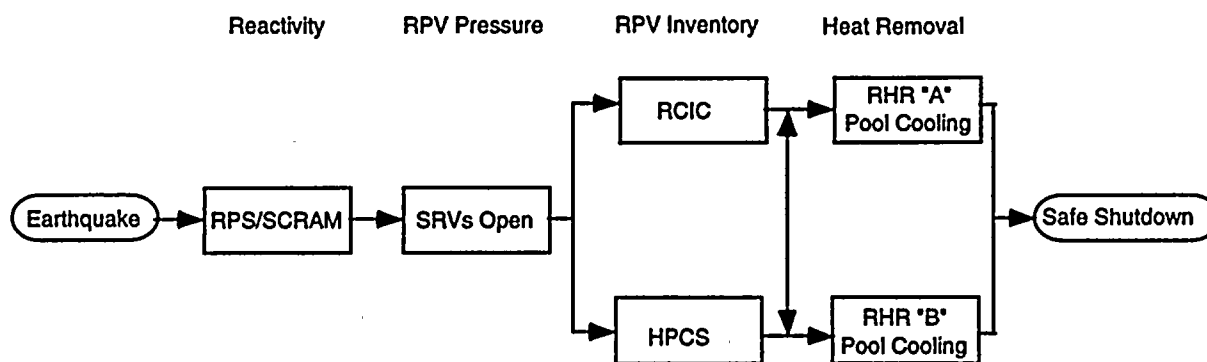 Reactivity
RPV Pressure
RPV Inventory
Heat Removal
RCIC
RHR "A"
Pool Cooling
Earthquake
RPS/SCRAM
SRVs Open
Safe Shutdown
HPCS
RHR "B"
Pool Cooling